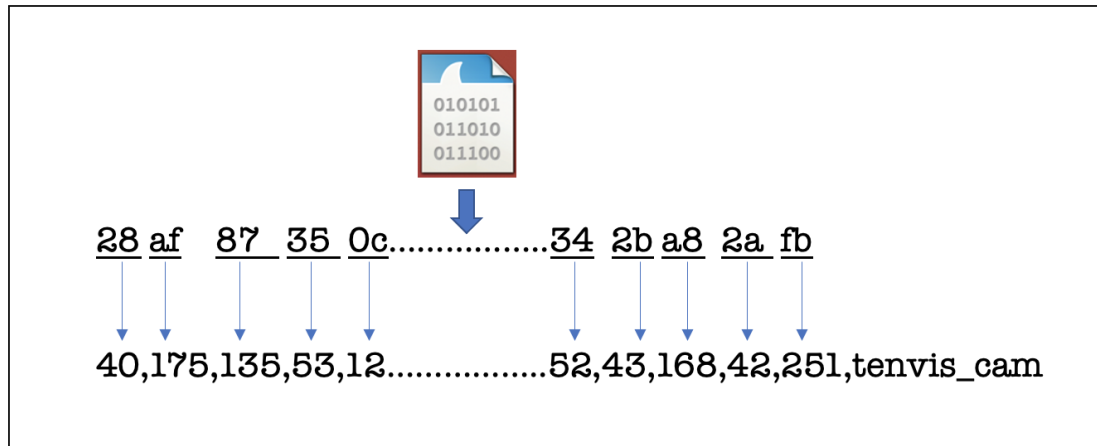 010101
011010
011100
28 af 87 35 0c.................34 2b a8 2a fb
40,175,135,53,12.................52,43,168,42,251,tenvis_cam